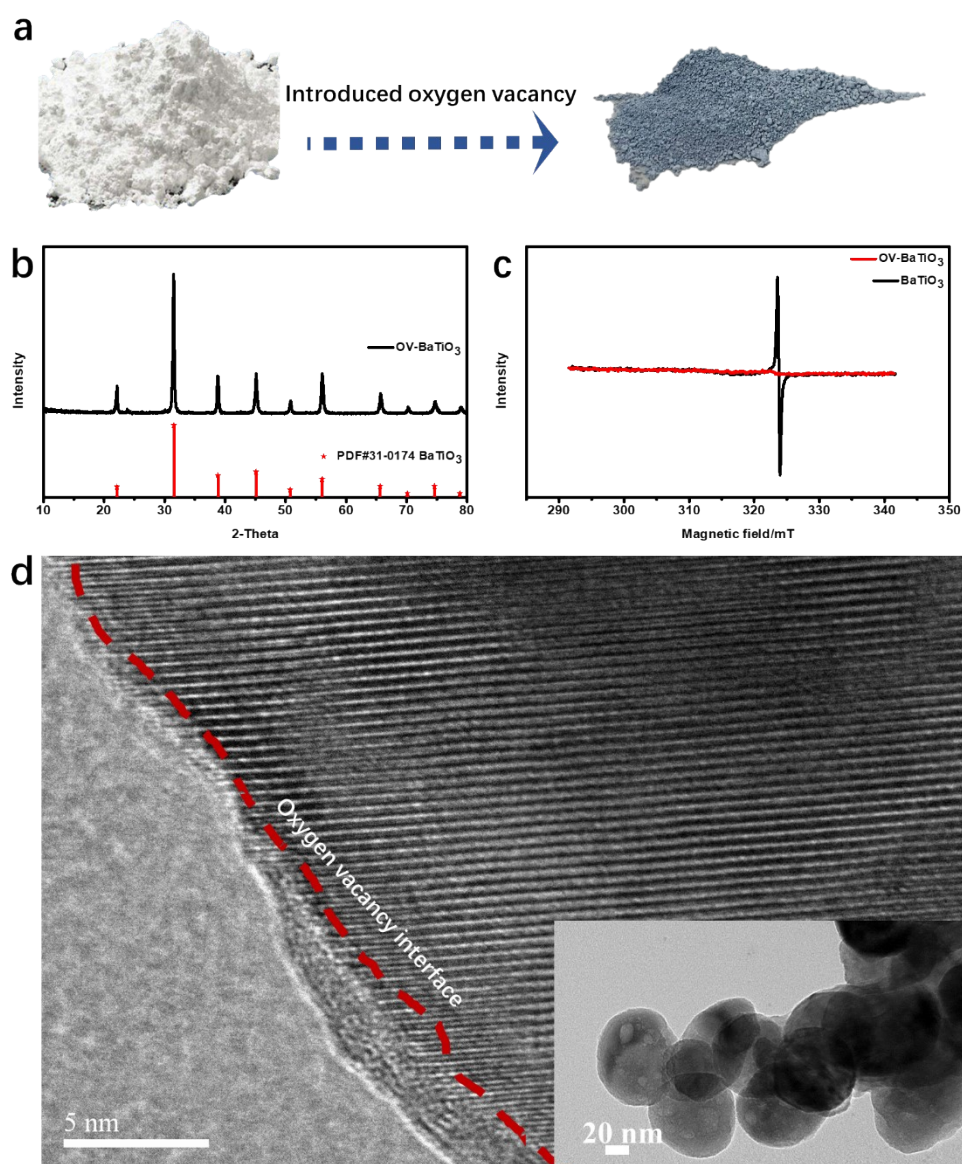 a
Introduced oxygen vacancy
b
OV-BaTiO3
★ PDF#31-0174 BaTiO3
Intensity
10 20 30 40 50 60 70 80
2-Theta
c
OV-BaTiO3
BaTiO3
Intensity
290 300 310 320 330 340 350
Magnetic field/mT
d
Oxygen vacancy interface
5 nm
20 nm